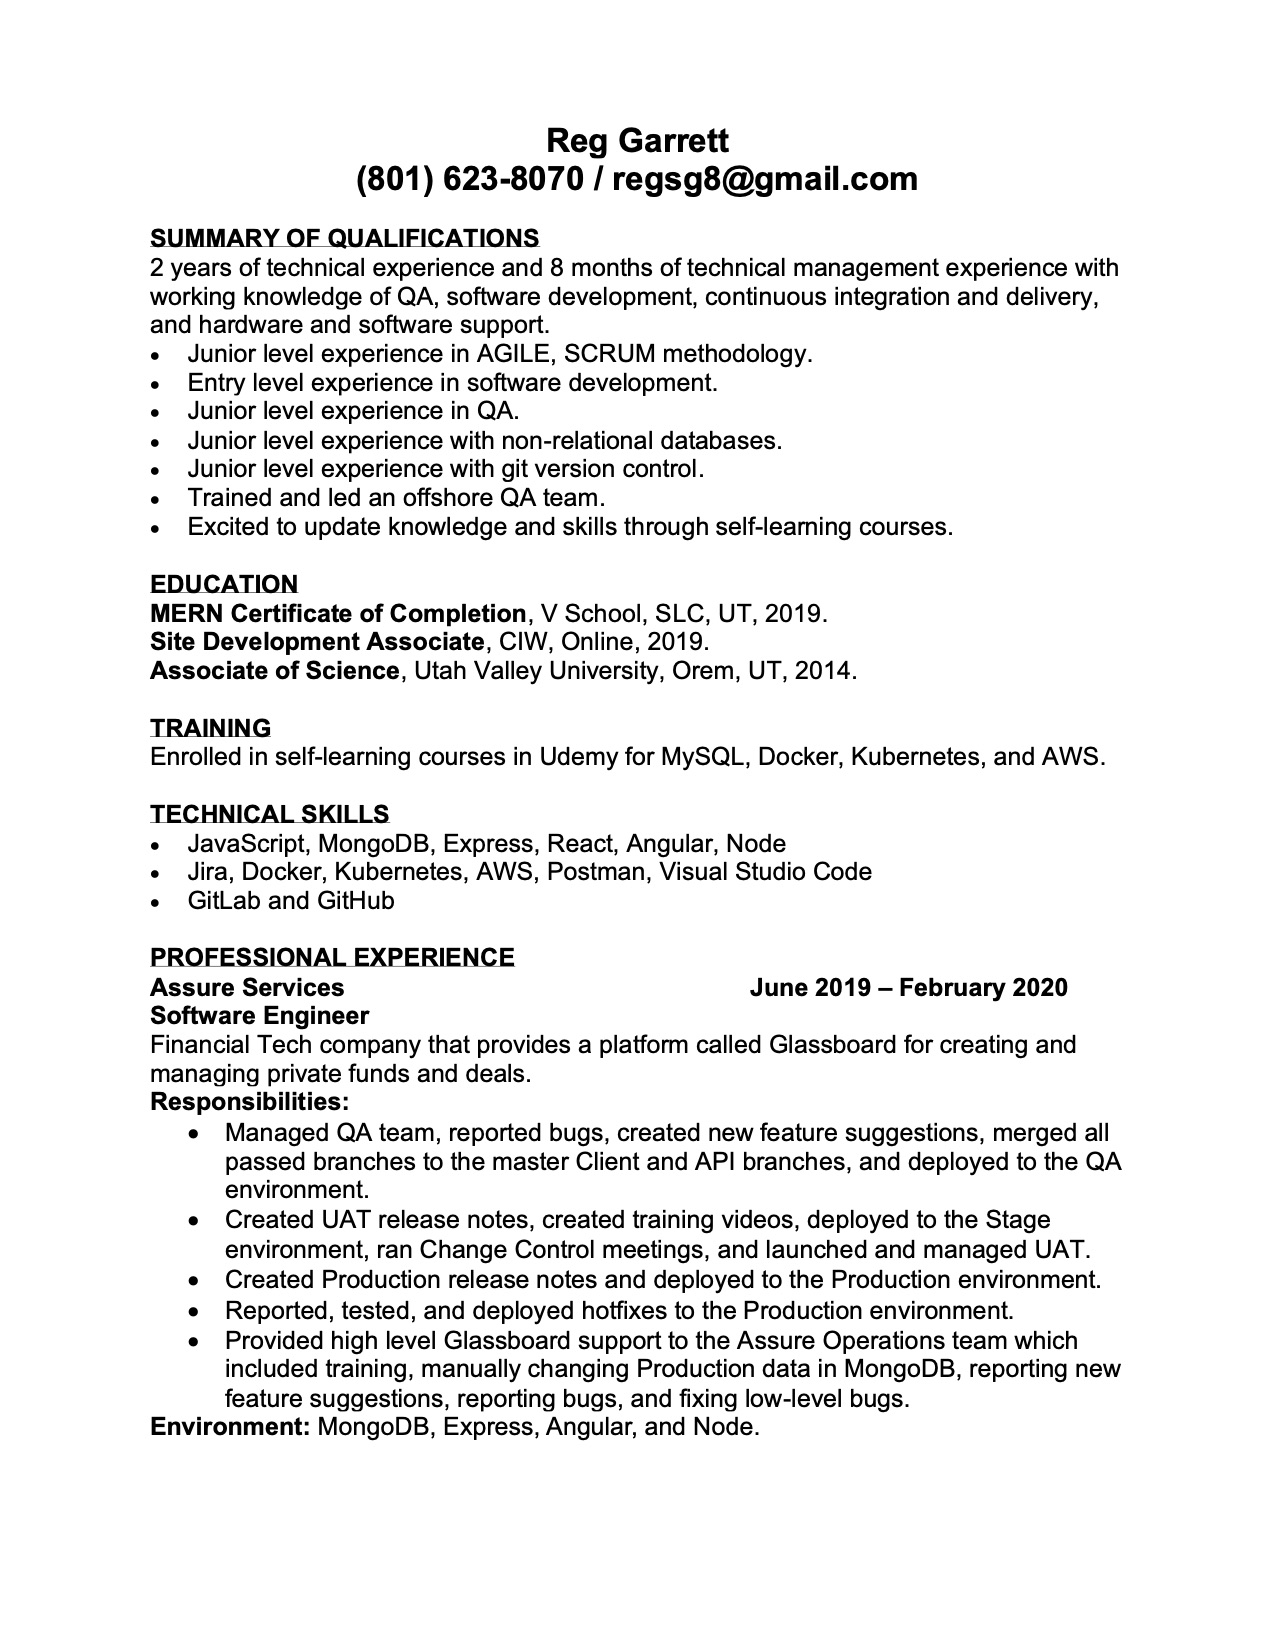 Reg Garrett
(801) 623-8070 / regsg8@gmail.com
SUMMARY OF QUALIFICATIONS
2 years of technical experience and 8 months of technical management experience with
working knowledge of QA, software development, continuous integration and delivery,
and hardware and software support.
• Junior level experience in AGILE, SCRUM methodology.
• Entry level experience in software development.
• Junior level experience in QA.
• Junior level experience with non-relational databases.
• Junior level experience with git version control.
• Trained and led an offshore QA team.
• Excited to update knowledge and skills through self-learning courses.
EDUCATION
MERN Certificate of Completion, V School, SLC, UT, 2019.
Site Development Associate, CIW, Online, 2019.
Associate of Science, Utah Valley University, Orem, UT, 2014.
TRAINING
Enrolled in self-learning courses in Udemy for MySQL, Docker, Kubernetes, and AWS.
TECHNICAL SKILLS
• JavaScript, MongoDB, Express, React, Angular, Node
• Jira, Docker, Kubernetes, AWS, Postman, Visual Studio Code
• GitLab and GitHub
PROFESSIONAL EXPERIENCE
Assure Services June 2019 – February 2020
Software Engineer
Financial Tech company that provides a platform called Glassboard for creating and
managing private funds and deals.
Responsibilities:
• Managed QA team, reported bugs, created new feature suggestions, merged all
passed branches to the master Client and API branches, and deployed to the QA
environment.
• Created UAT release notes, created training videos, deployed to the Stage
environment, ran Change Control meetings, and launched and managed UAT.
• Created Production release notes and deployed to the Production environment.
• Reported, tested, and deployed hotfixes to the Production environment.
• Provided high level Glassboard support to the Assure Operations team which
included training, manually changing Production data in MongoDB, reporting new
feature suggestions, reporting bugs, and fixing low-level bugs.
Environment: MongoDB, Express, Angular, and Node.